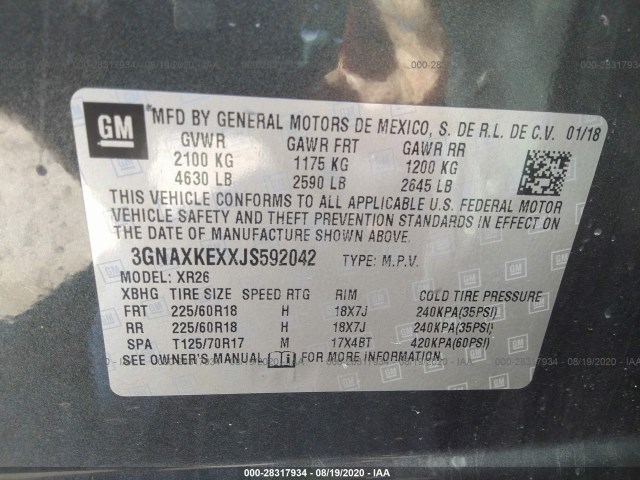 GM
*MFD BY GENERAL MOTORS DE MEXICO, S. DE R.L. DE C.V. 01/18
GVWR GAWR FRT GAWR RR
2100 KG 1175 KG 1200 KG
4630 LB 2590 LB 2645 LB
THIS VEHICLE CONFORMS TO ALL APPLICABLE U.S. FEDERAL MOTOR
VEHICLE SAFETY AND THEFT PREVENTION STANDARDS IN EFFECT ON
THE DATE OF MANUFACTURE SHOWN ABOVE.
3GNAXKEXXJS592042 TYPE: M.P.V.
MODEL: XR26
XBHG TIRE SIZE SPEED RTG RIM COLD TIRE PRESSURE
FRT 225/60R18 H 18X7J 240KPA(35PSI)
RR 225/60R18 H 18X7J 240KPA(35PSI)
SPA T125/70R17 M 17X4BT 420KPA(60PSI)
SEE OWNER'S MANUAL FOR MORE INFORMATION.
000-28317934 - 08/19/2020 - IAA